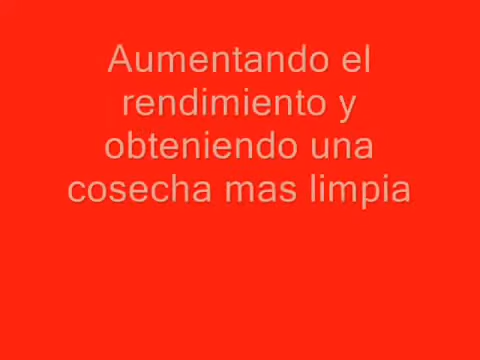 Aumentando el
rendimiento y
obteniendo una
cosecha mas limpia